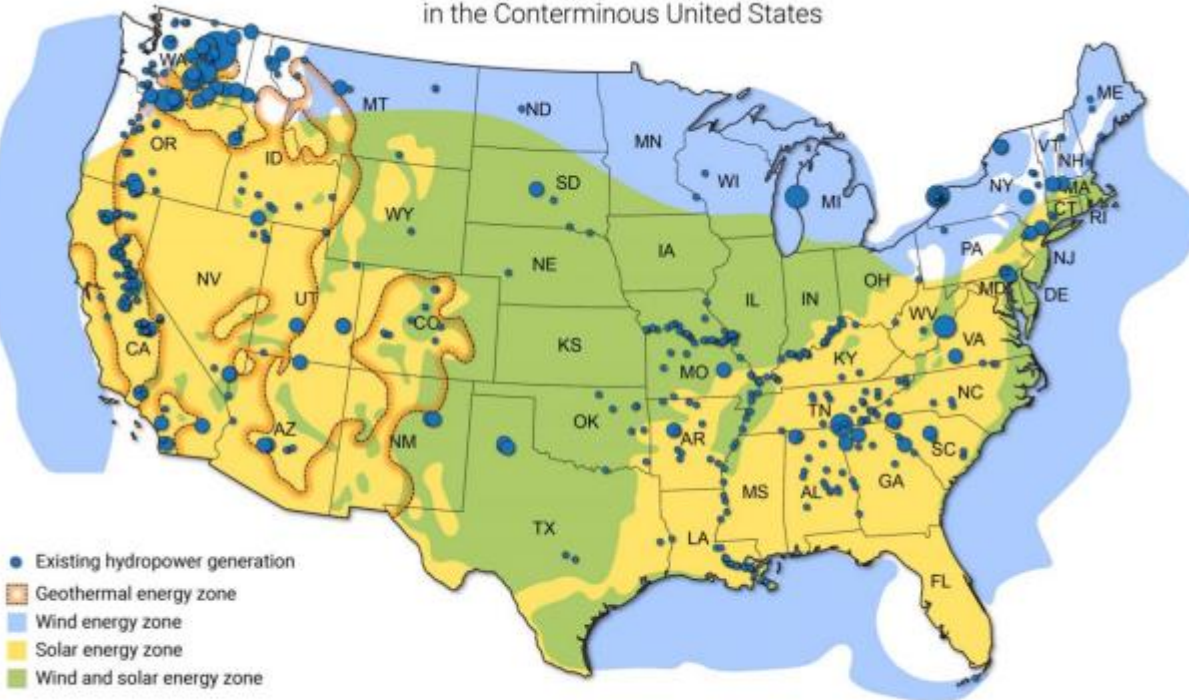 in the Conterminous United States
WA
MT
ND
MN
ME
VT
NH
OR
ID
SD
WI
MI
NY
MA
CT
RI
WY
IA
PA
NJ
NV
NE
OH
UT
IL
IN
MD
DE
CO
WV
CA
KS
MO
KY
VA
NC
AZ
NM
OK
AR
TN
SC
MS
AL
GA
TX
LA
FL
Existing hydropower generation
Geothermal energy zone
Wind energy zone
Solar energy zone
Wind and solar energy zone